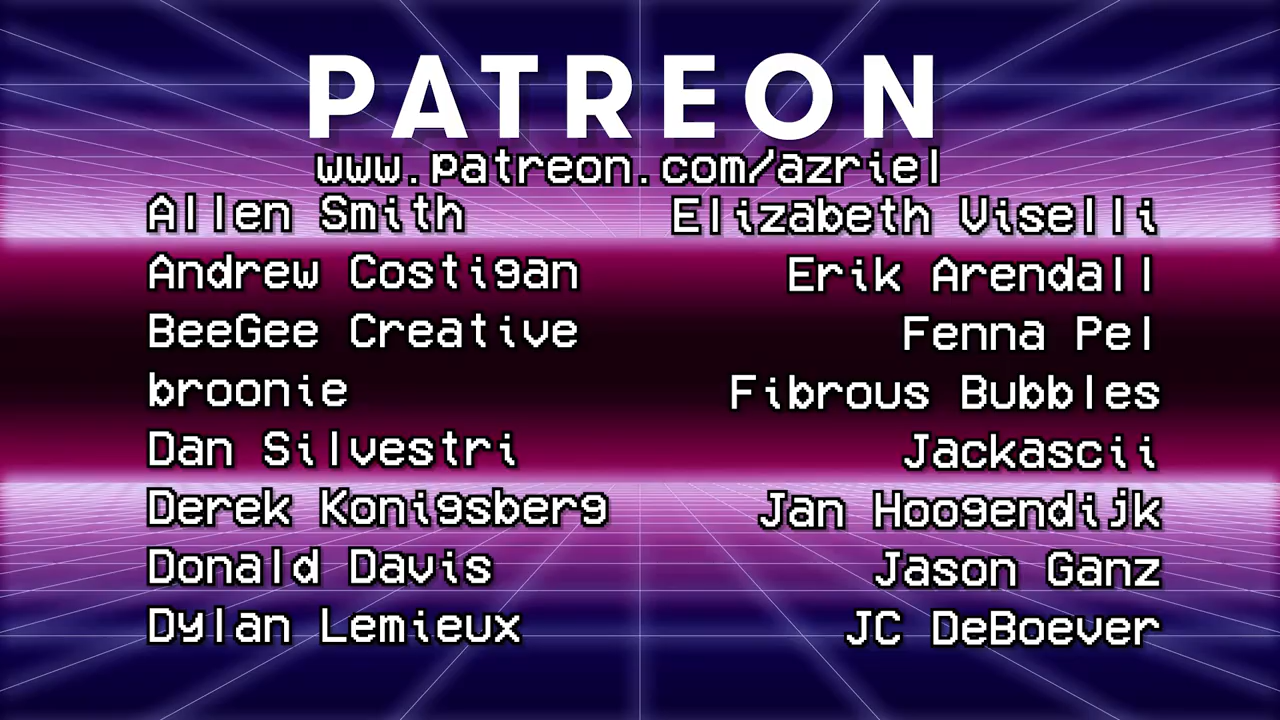 PATREON
www.patreon.com/azriel
Allen Smith
Andrew Costigan
BeeGee Creative
broonie
Dan Silvestri
Derek Konigsberg
Donald Davis
Dylan Lemieux
Elizabeth Viselli
Erik Arendall
Fenna Pel
Fibrous Bubbles
Jackascii
Jan Hoogendijk
Jason Ganz
JC DeBoever